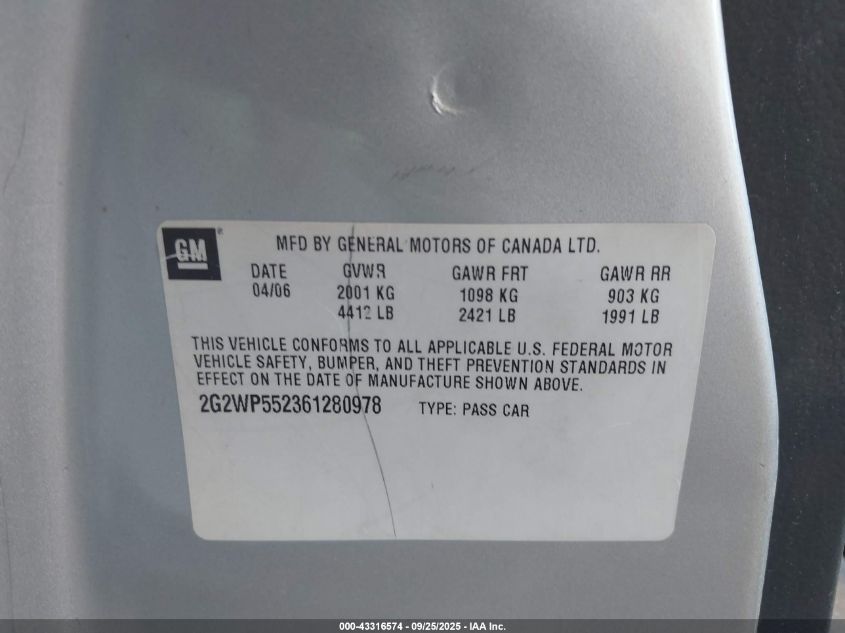 GM
MFD BY GENERAL MOTORS OF CANADA LTD.
DATE GVWR GAWR FRT GAWR RR
04/06 2001 KG 1098 KG 903 KG
4412 LB 2421 LB 1991 LB
THIS VEHICLE CONFORMS TO ALL APPLICABLE U.S. FEDERAL MOTOR
VEHICLE SAFETY, BUMPER, AND THEFT PREVENTION STANDARDS IN
EFFECT ON THE DATE OF MANUFACTURE SHOWN ABOVE.
2G2WP552361280978 TYPE: PASS CAR
000-43316574 - 09/25/2025 - IAA Inc.